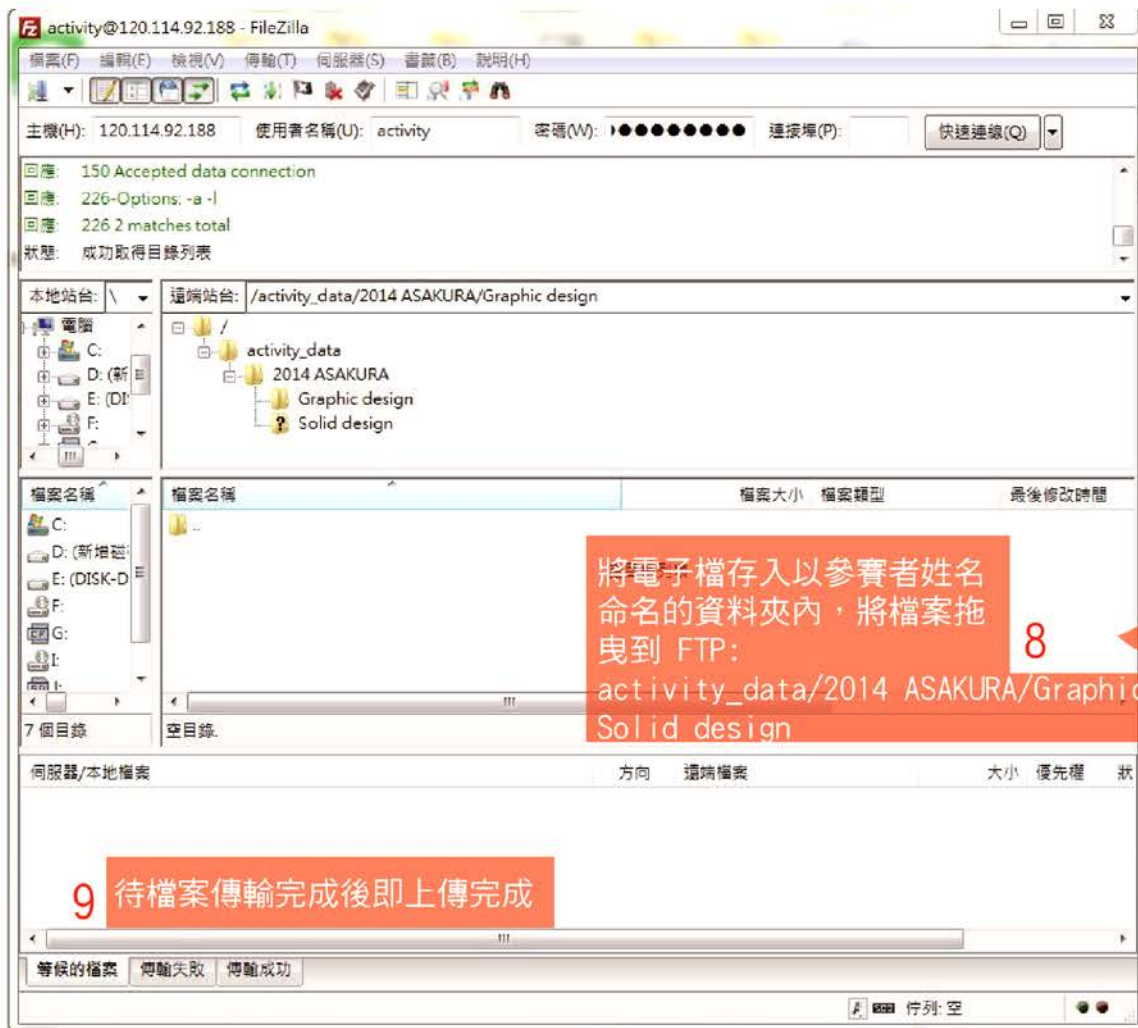 activity@120.114.92.188 - FileZilla
檔案(F) 編輯(E) 檢視(V) 傳輸(T) 伺服器(S) 書籤(B) 說明(H)
主機(H): 120.114.92.188 使用者名稱(U): activity 密碼(W): ●●●●●●●●● 連接埠(P): 快速連線(Q)
回應: 150 Accepted data connection
回應: 226-Options: -a -l
回應: 226 2 matches total
狀態: 成功取得目錄列表
本地站台: \ 遠端站台: /activity_data/2014 ASAKURA/Graphic design
電腦
C:
D: (新
E: (DI
F:
/
activity_data
2014 ASAKURA
Graphic design
? Solid design
檔案名稱
C:
D: (新增磁
E: (DISK-D
F:
G:
I:
7 個目錄
檔案名稱 檔案大小 檔案類型 最後修改時間
..
空目錄.
將電子檔存入以參賽者姓名
命名的資料夾內，將檔案拖
曳到 FTP:
activity_data/2014 ASAKURA/Graphic
Solid design
8
伺服器/本地檔案 方向 遠端檔案 大小 優先權 狀
9 待檔案傳輸完成後即上傳完成
等候的檔案 傳輸失敗 傳輸成功
佇列: 空